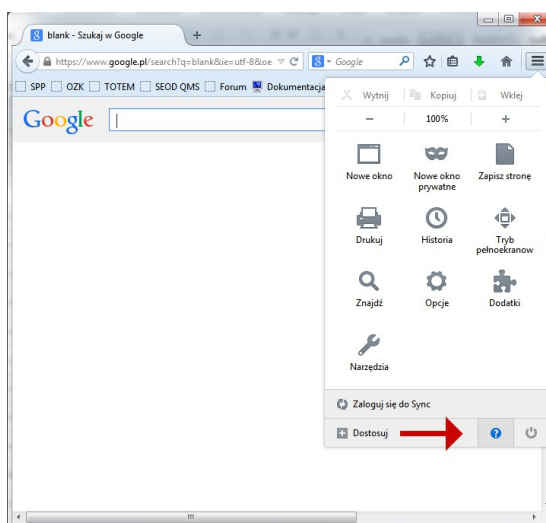 blank - Szukaj w Google
https://www.google.pl/search?q=blank&ie=utf-8&oe
Google
SPP OZK TOTEM SEOD QMS Forum Dokumentacja
Google
Wytnij Kopiuj Wklej
− 100% +
Nowe okno Nowe okno prywatne Zapisz stronę
Drukuj Historia Tryb pełnoekranow
Znajdź Opcje Dodatki
Narzędzia
Zaloguj się do Sync
Dostosuj